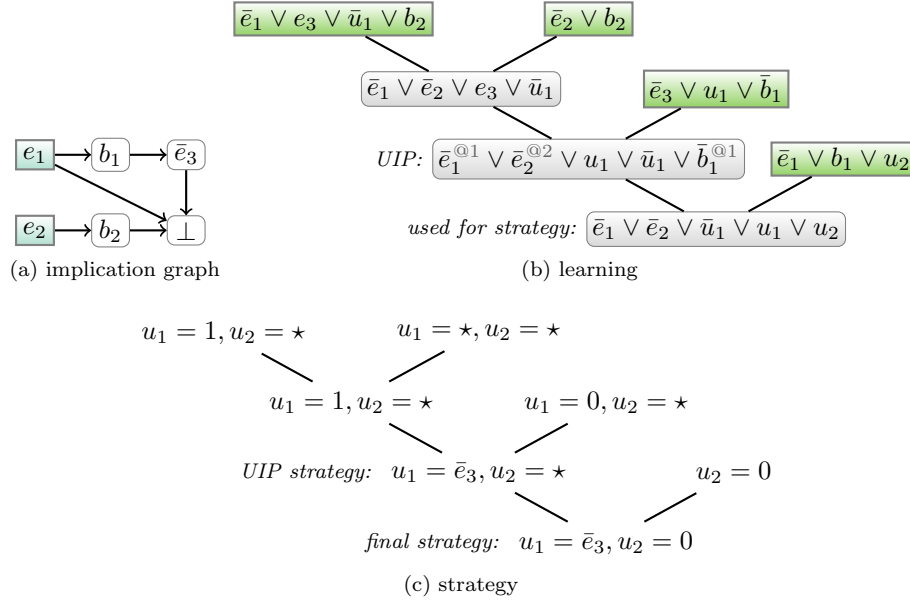 ē₁ ∨ e₃ ∨ ū₁ ∨ b₂
ē₂ ∨ b₂
ē₁ ∨ ē₂ ∨ e₃ ∨ ū₁
ē₃ ∨ u₁ ∨ b̄₁
UIP: ē₁^@1 ∨ ē₂^@2 ∨ u₁ ∨ ū₁ ∨ b̄₁^@1
ē₁ ∨ b₁ ∨ u₂
used for strategy: ē₁ ∨ ē₂ ∨ ū₁ ∨ u₁ ∨ u₂
e₁ b₁ ē₃
e₂ b₂ ⊥
(a) implication graph
(b) learning
u₁ = 1, u₂ = ⋆
u₁ = ⋆, u₂ = ⋆
u₁ = 1, u₂ = ⋆
u₁ = 0, u₂ = ⋆
UIP strategy: u₁ = ē₃, u₂ = ⋆
u₂ = 0
final strategy: u₁ = ē₃, u₂ = 0
(c) strategy